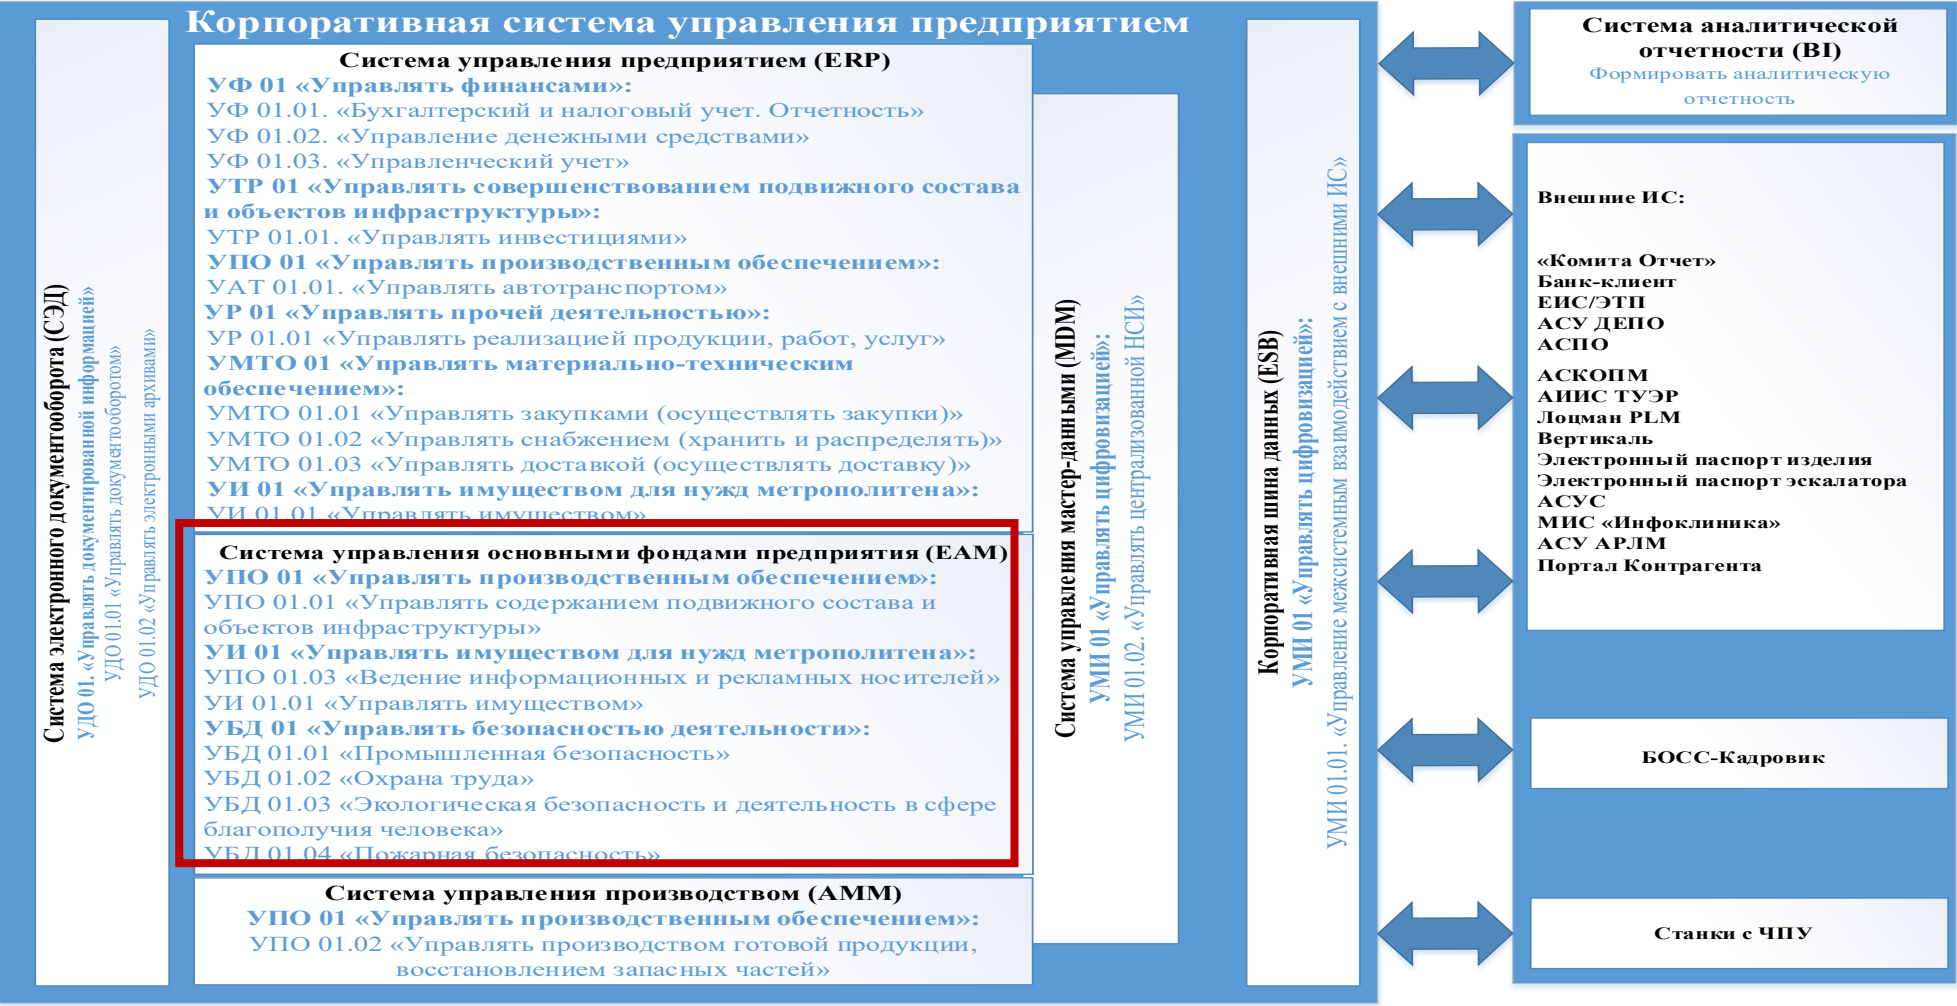 Корпоративная система управления предприятием
Система электронного документооборота (СЭД)
УДО 01. «Управлять документированной информацией»
УДО 01.01 «Управлять документооборотом»
УДО 01.02 «Управлять электронными архивами»
Система управления предприятием (ERP)
УФ 01 «Управлять финансами»:
УФ 01.01. «Бухгалтерский и налоговый учет. Отчетность»
УФ 01.02. «Управление денежными средствами»
УФ 01.03. «Управленческий учет»
УТР 01 «Управлять совершенствованием подвижного состава
и объектов инфраструктуры»:
УТР 01.01. «Управлять инвестициями»
УПО 01 «Управлять производственным обеспечением»:
УАТ 01.01. «Управлять автотранспортом»
УР 01 «Управлять прочей деятельностью»:
УР 01.01 «Управлять реализацией продукции, работ, услуг»
УМТО 01 «Управлять материально-техническим
обеспечением»:
УМТО 01.01 «Управлять закупками (осуществлять закупки)»
УМТО 01.02 «Управлять снабжением (хранить и распределять)»
УМТО 01.03 «Управлять доставкой (осуществлять доставку)»
УИ 01 «Управлять имуществом для нужд метрополитена»:
УИ 01.01 «Управлять имуществом»
Система управления основными фондами предприятия (EAM)
УПО 01 «Управлять производственным обеспечением»:
УПО 01.01 «Управлять содержанием подвижного состава и
объектов инфраструктуры»
УИ 01 «Управлять имуществом для нужд метрополитена»:
УПО 01.03 «Ведение информационных и рекламных носителей»
УИ 01.01 «Управлять имуществом»
УБД 01 «Управлять безопасностью деятельности»:
УБД 01.01 «Промышленная безопасность»
УБД 01.02 «Охрана труда»
УБД 01.03 «Экологическая безопасность и деятельность в сфере
благополучия человека»
УБД 01.04 «Пожарная безопасность»
Система управления производством (AMM)
УПО 01 «Управлять производственным обеспечением»:
УПО 01.02 «Управлять производством готовой продукции,
восстановлением запасных частей»
Система управления мастер-данными (MDM)
УМИ 01 «Управлять цифровизацией»:
УМИ 01.02. «Управлять централизованной НСИ»
Корпоративная шина данных (ESB)
УМИ 01 «Управлять цифровизацией»:
УМИ 01.01. «Управление межсистемным взаимодействием с внешними ИС»
Система аналитической
отчетности (BI)
Формировать аналитическую
отчетность
Внешние ИС:
«Комита Отчет»
Банк-клиент
ЕИС/ЭТП
АСУ ДЕПО
АСПО
АСКОПМ
АИИС ТУЭР
Лоцман PLM
Вертикаль
Электронный паспорт изделия
Электронный паспорт эскалатора
АСУС
МИС «Инфоклиника»
АСУ АРЛМ
Портал Контрагента
БОСС-Кадровик
Станки с ЧПУ